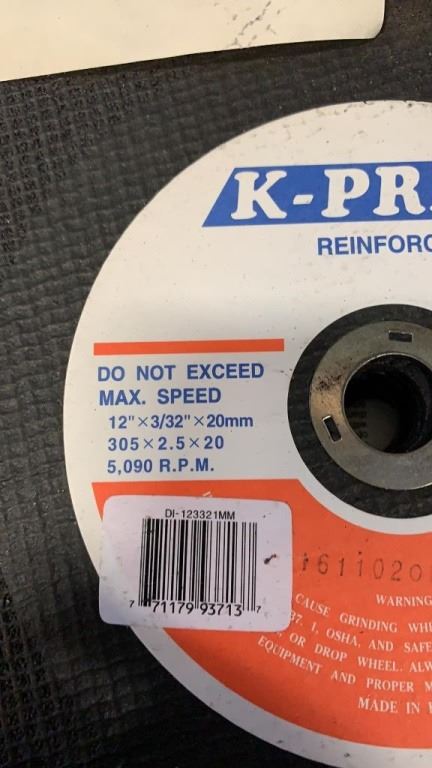 K-PR
REINFORC
DO NOT EXCEED
MAX. SPEED
12"×3/32"×20mm
305×2.5×20
5,090 R.P.M.
DI-123321MM
7 71179 93713 7
161102
WARNING
CAUSE GRINDING WHE
OSHA, AND SAFE
OR DROP WHEEL. ALW
EQUIPMENT AND PROPER M
MADE IN